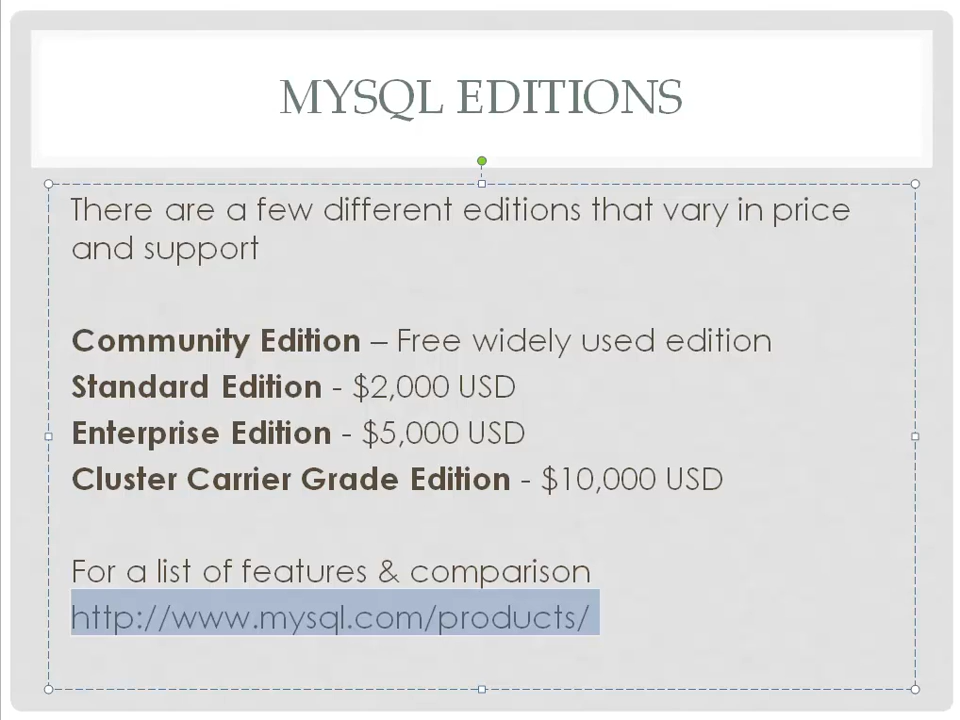 MYSQL EDITIONS
There are a few different editions that vary in price
and support
Community Edition – Free widely used edition
Standard Edition - $2,000 USD
Enterprise Edition - $5,000 USD
Cluster Carrier Grade Edition - $10,000 USD
For a list of features & comparison
http://www.mysql.com/products/